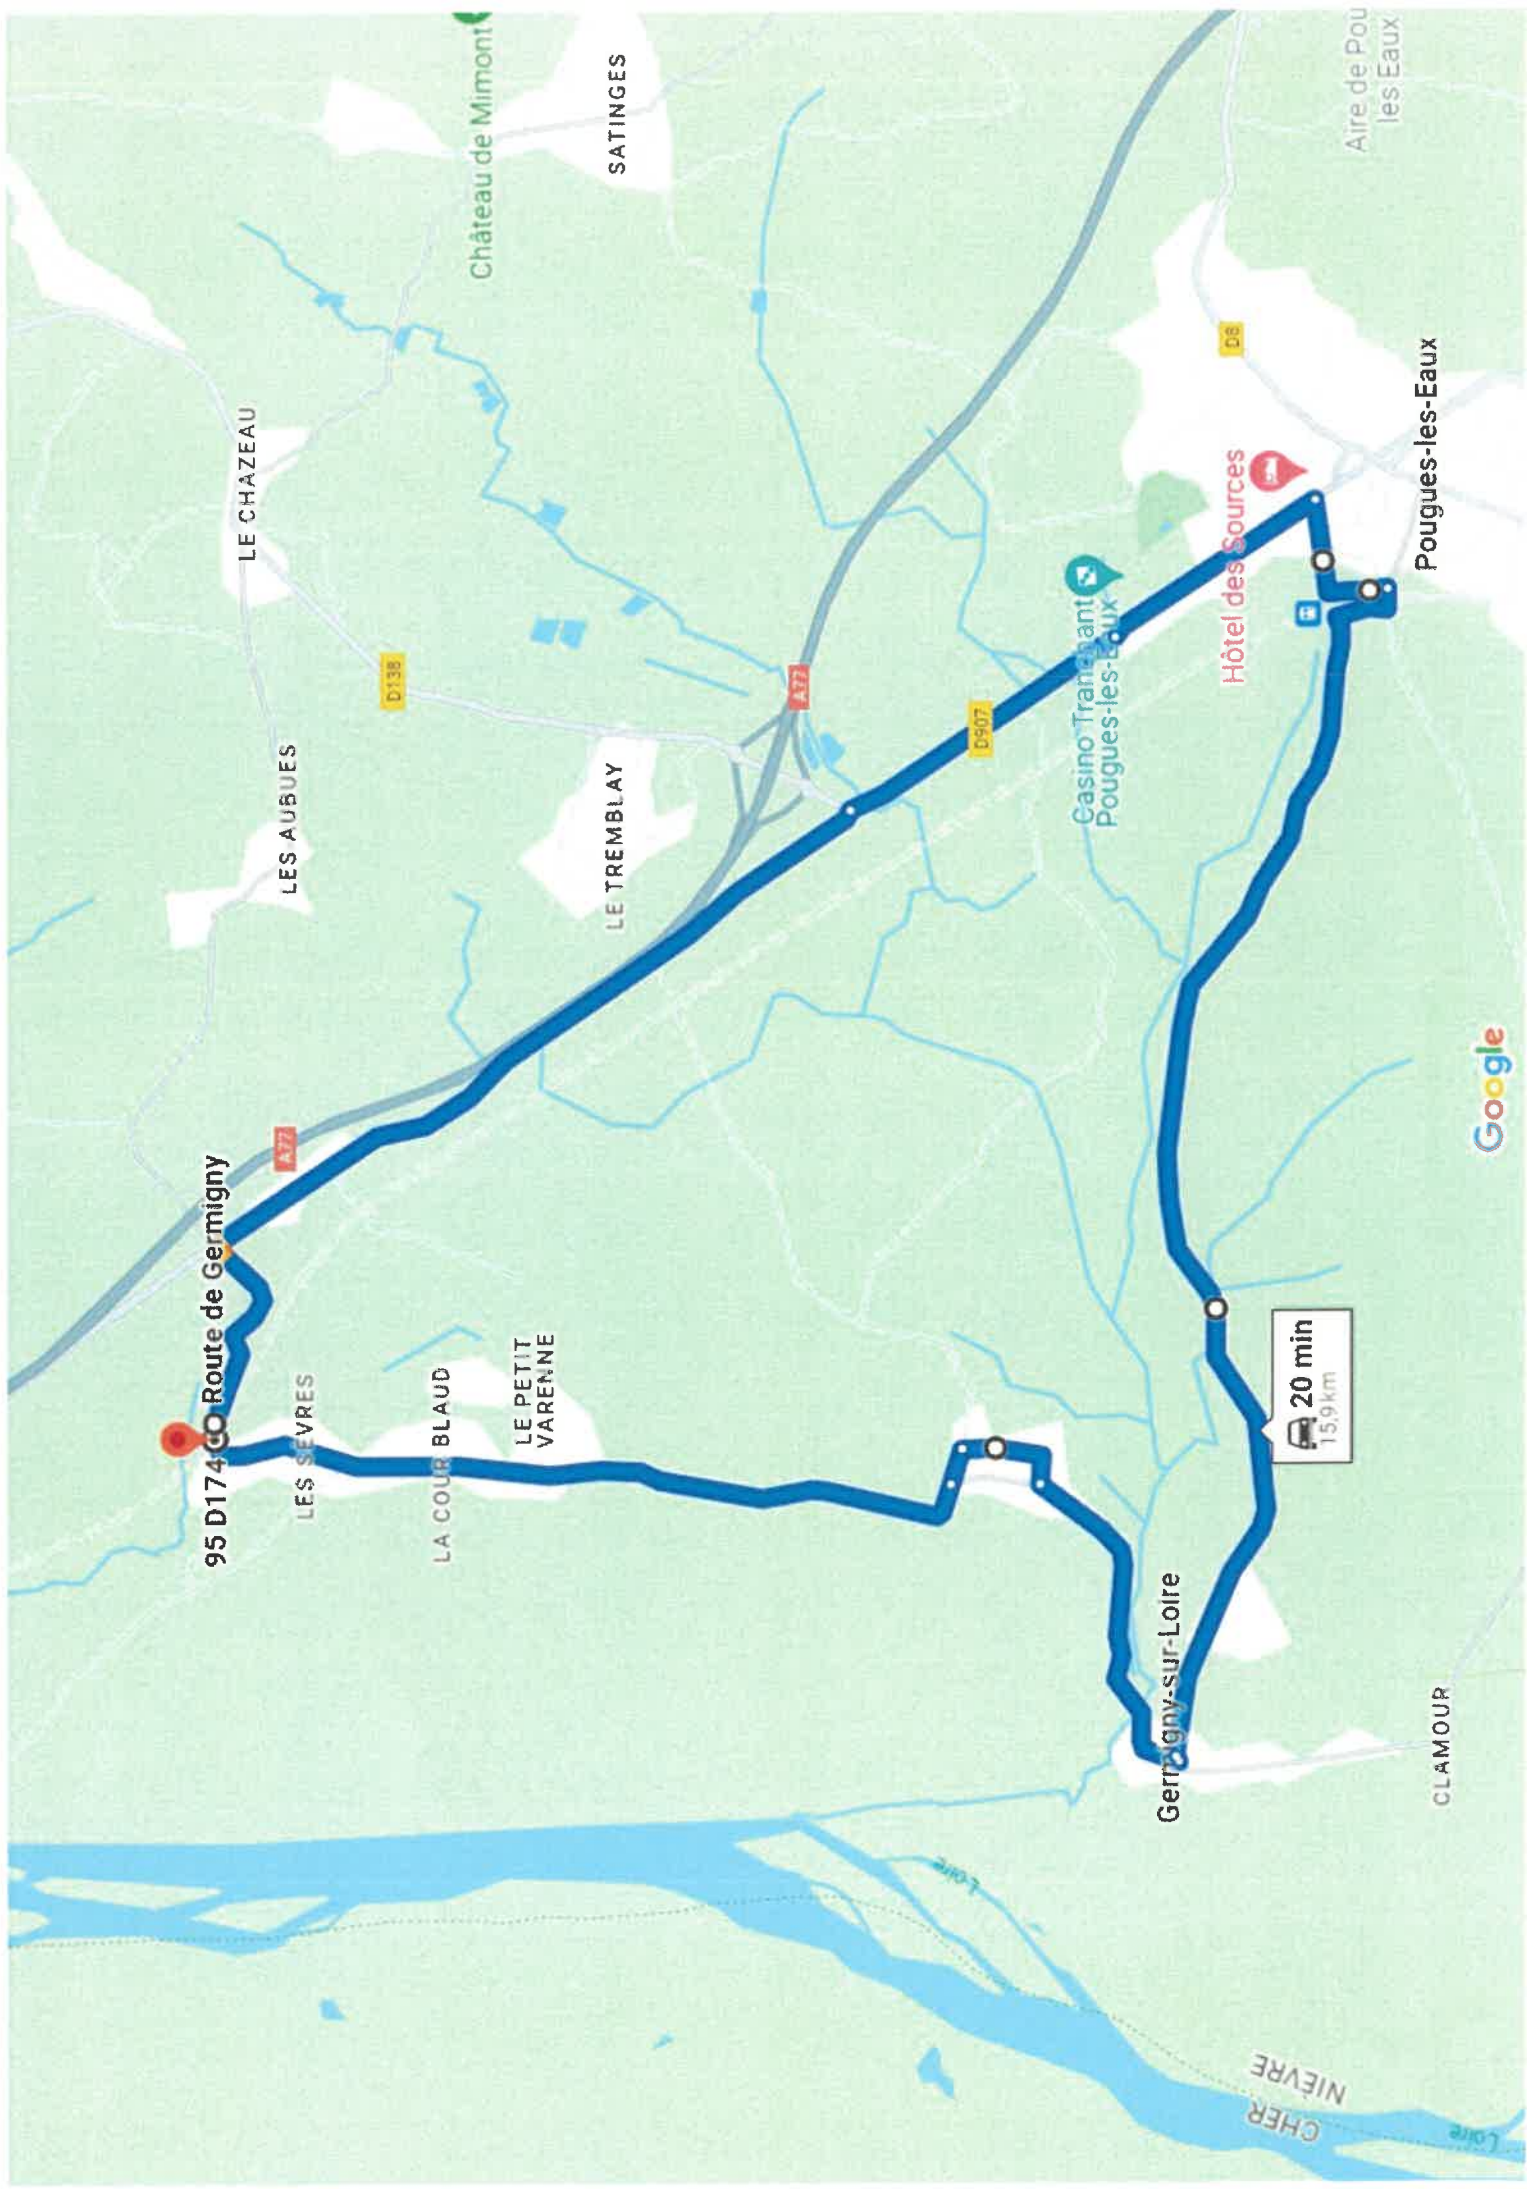 Château de Mimont
SATINGES
Aire de Pou
les Eaux
LE CHAZEAU
D138
LES AUBUES
LE TREMBLAY
A77
D8
Pougues-les-Eaux
Hôtel des Sources
Casino Tranchant
Pougues-les-Eaux
D907
A77
95 D174
Route de Germigny
LES SÈVRES
LA COUR BLAUD
LE PETIT
VARENNE
20 min
15,9 km
Google
Germigny-sur-Loire
CLAMOUR
Loire
NIÈVRE
CHER
Loire